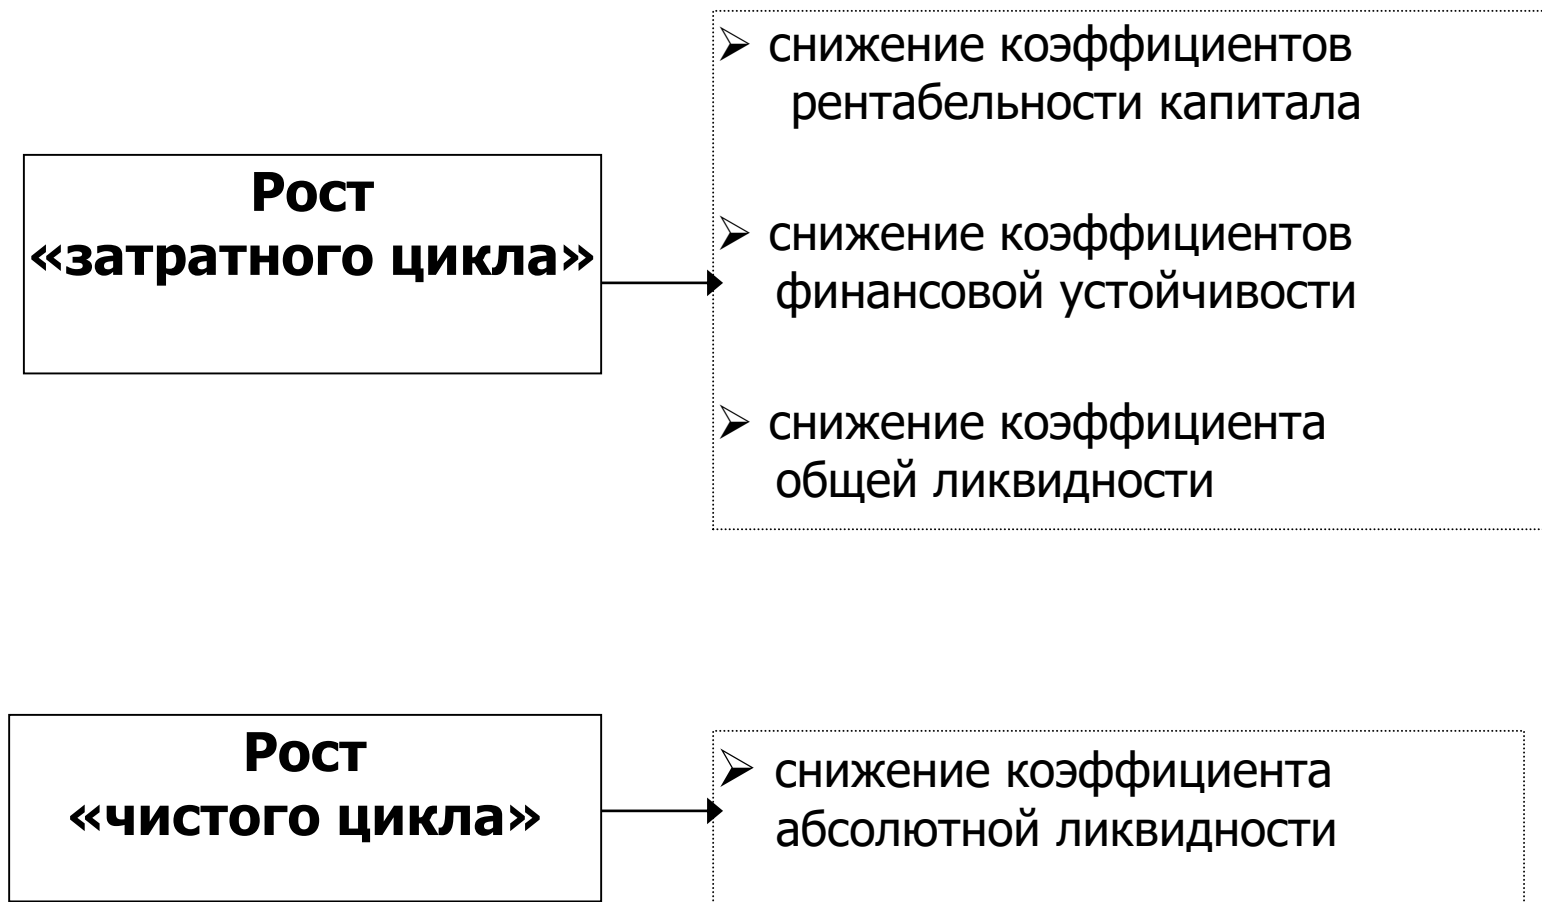 ➢ снижение коэффициентов
рентабельности капитала
Рост
«затратного цикла»
➢ снижение коэффициентов
финансовой устойчивости
➢ снижение коэффициента
общей ликвидности
Рост
«чистого цикла»
➢ снижение коэффициента
абсолютной ликвидности